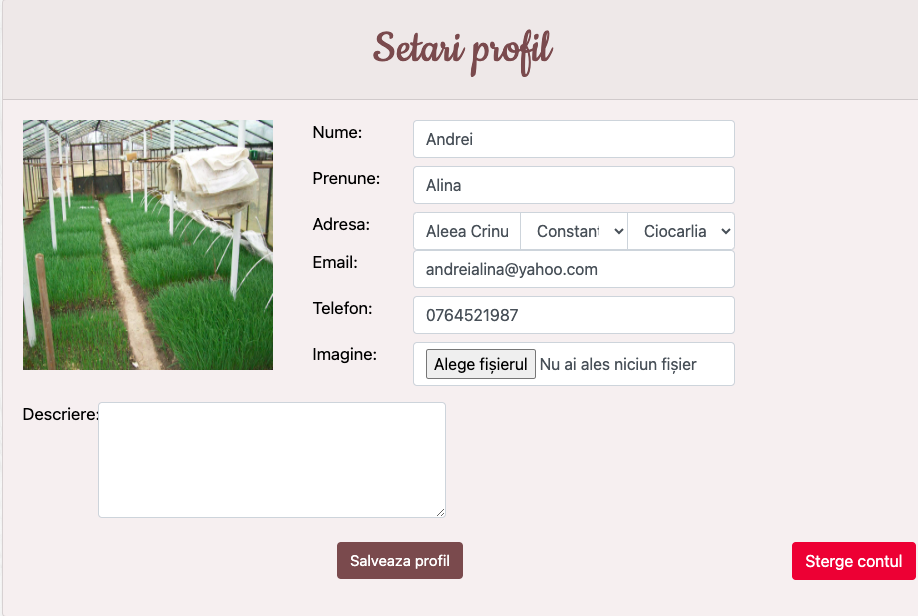 Setari profil
Nume: Andrei
Prenune: Alina
Adresa: Aleea Crinu Constant Ciocarlia
Email: andreialina@yahoo.com
Telefon: 0764521987
Imagine: Alege fișierul Nu ai ales niciun fișier
Descriere:
Salveaza profil Sterge contul